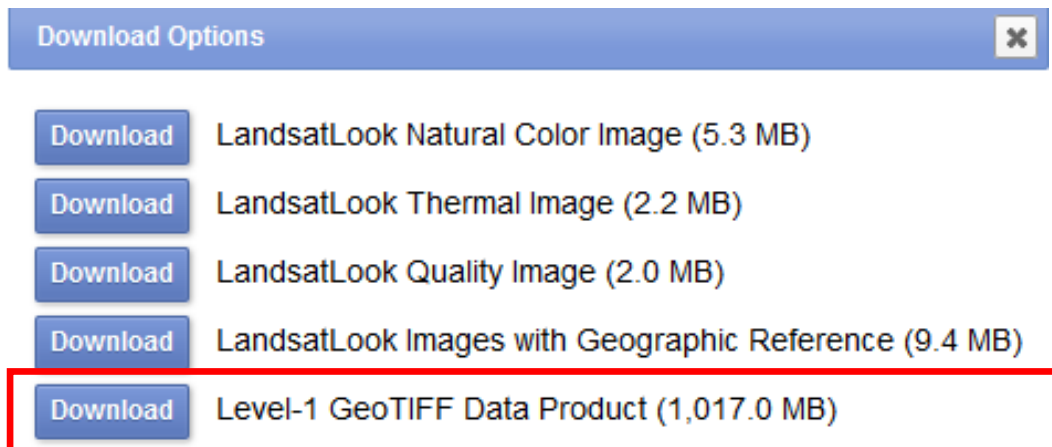 Download Options
Download LandsatLook Natural Color Image (5.3 MB)
Download LandsatLook Thermal Image (2.2 MB)
Download LandsatLook Quality Image (2.0 MB)
Download LandsatLook Images with Geographic Reference (9.4 MB)
Download Level-1 GeoTIFF Data Product (1,017.0 MB)